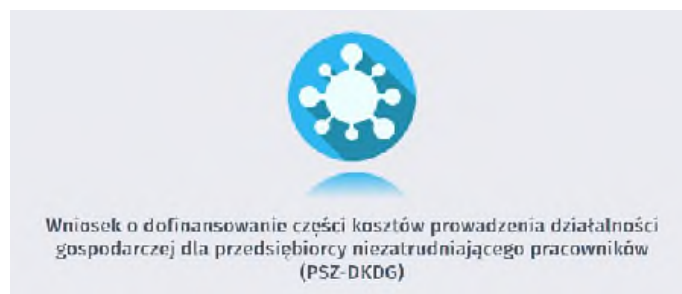 Wniosek o dofinansowanie części kosztów prowadzenia działalności
gospodarczej dla przedsiębiorcy niezatrudniającego pracowników
(PSZ-DKDG)